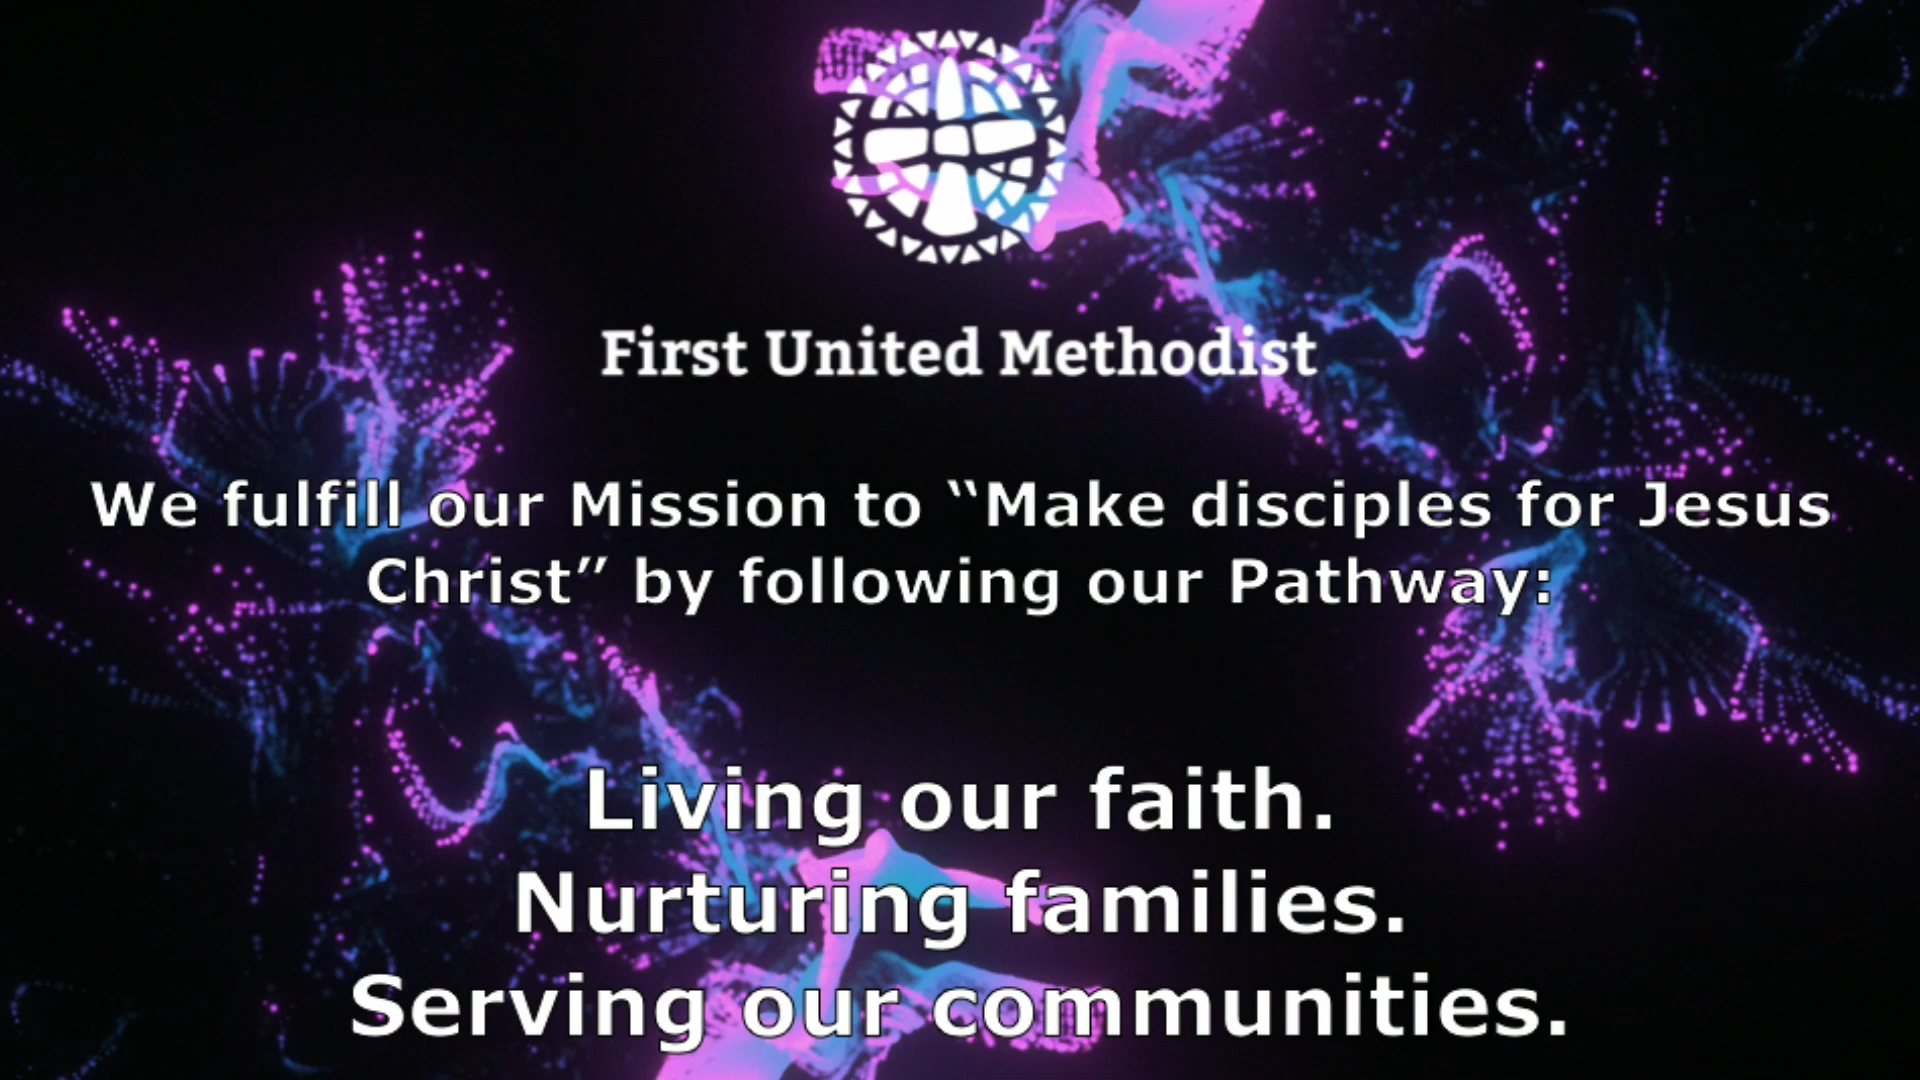 First United Methodist
We fulfill our Mission to “Make disciples for Jesus
Christ” by following our Pathway:
Living our faith.
Nurturing families.
Serving our communities.